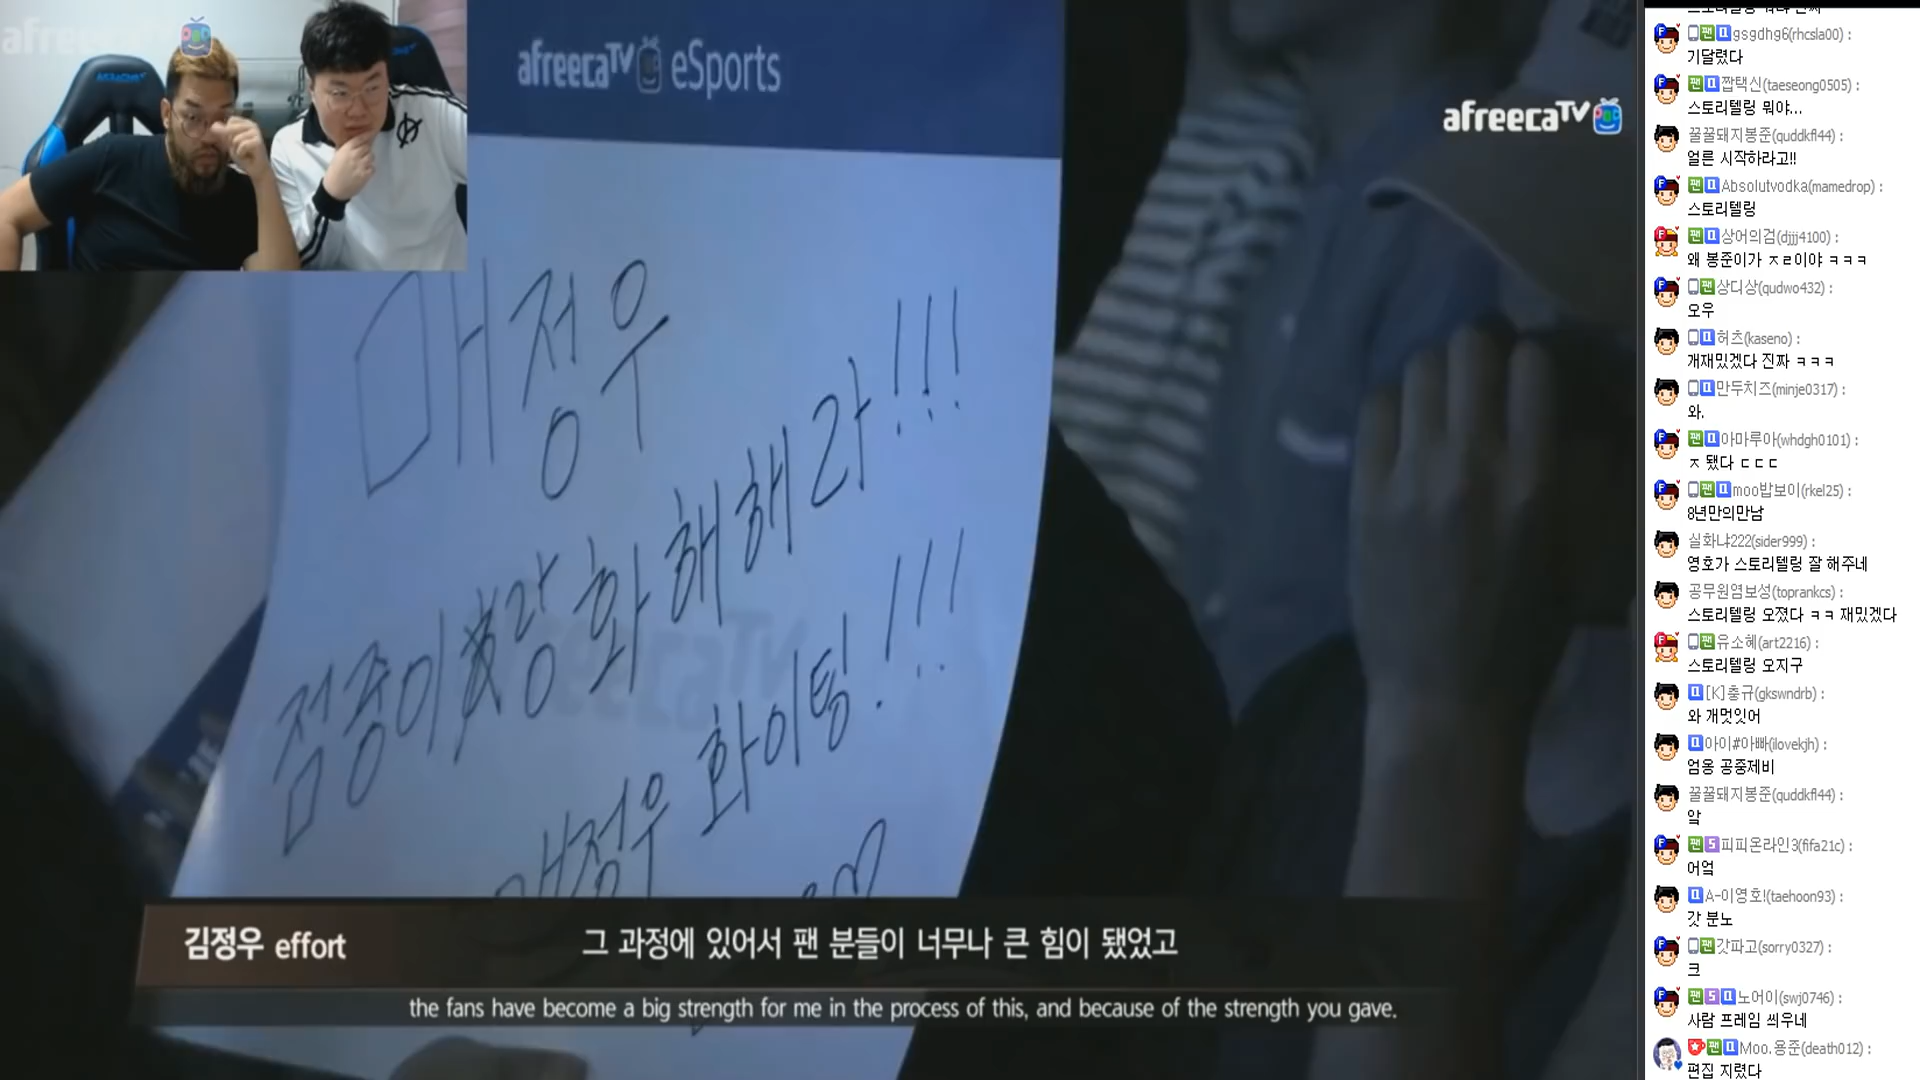 afreecaTV eSports
afreecaTV
매정우
점중이랑 화해해라!!!
매정우 화이팅!!!
김정우 effort
그 과정에 있어서 팬 분들이 너무나 큰 힘이 됐었고
the fans have become a big strength for me in the process of this, and because of the strength you gave.
gsgdhg6(rhcsla00) :
기달렸다
짭택신(taeseong0505) :
스토리텔링 뭐야...
꿀꿀돼지봉준(quddkfl44) :
얼른 시작하라고!!
Absolutvodka(mamedrop) :
스토리텔링
상어의검(djjj4100) :
왜 봉준이가 ㅈㄹ이야 ㅋㅋㅋ
상디상(qudwo432) :
오우
허츠(kaseno) :
개재밌겠다 진짜 ㅋㅋㅋ
만두치즈(minje0317) :
와.
아마루아(whdgh0101) :
ㅈ 됐다 ㄷㄷㄷ
moo밥보이(rkel25) :
8년만의만남
실화냐222(sider999) :
영호가 스토리텔링 잘 해주네
공무원염보성(toprankcs) :
스토리텔링 오졌다 ㅋㅋ 재밌겠다
유소혜(art2216) :
스토리텔링 오지구
[K]충규(gkswndrb) :
와 개멋잇어
아이#아빠(ilovekjh) :
엄옹 공중제비
꿀꿀돼지봉준(quddkfl44) :
앜
피피온라인3(fifa21c) :
어엌
A-이영호!(taehoon93) :
갓 분노
갓파고(sorry0327) :
크
노어이(swj0746) :
사람 프레임 씌우네
Moo.용준(death012) :
편집 지렸다